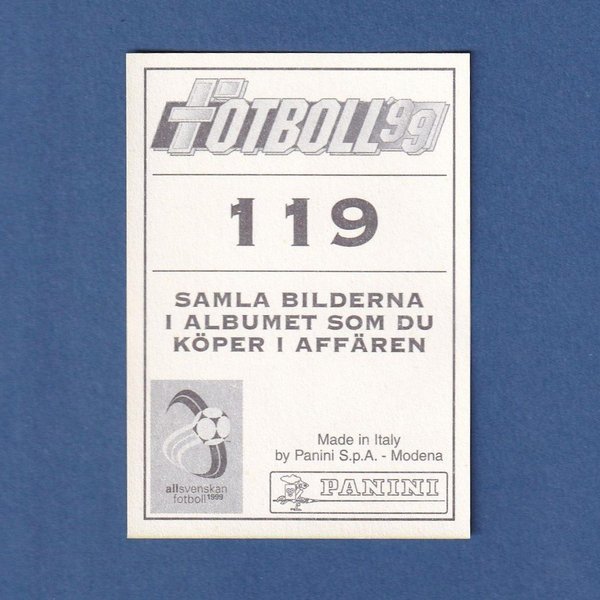 FOTBOLL'99
119
SAMLA BILDERNA
I ALBUMET SOM DU
KÖPER I AFFÄREN
allsvenskan
fotboll 1999
Made in Italy
by Panini S.p.A. - Modena
PANINI